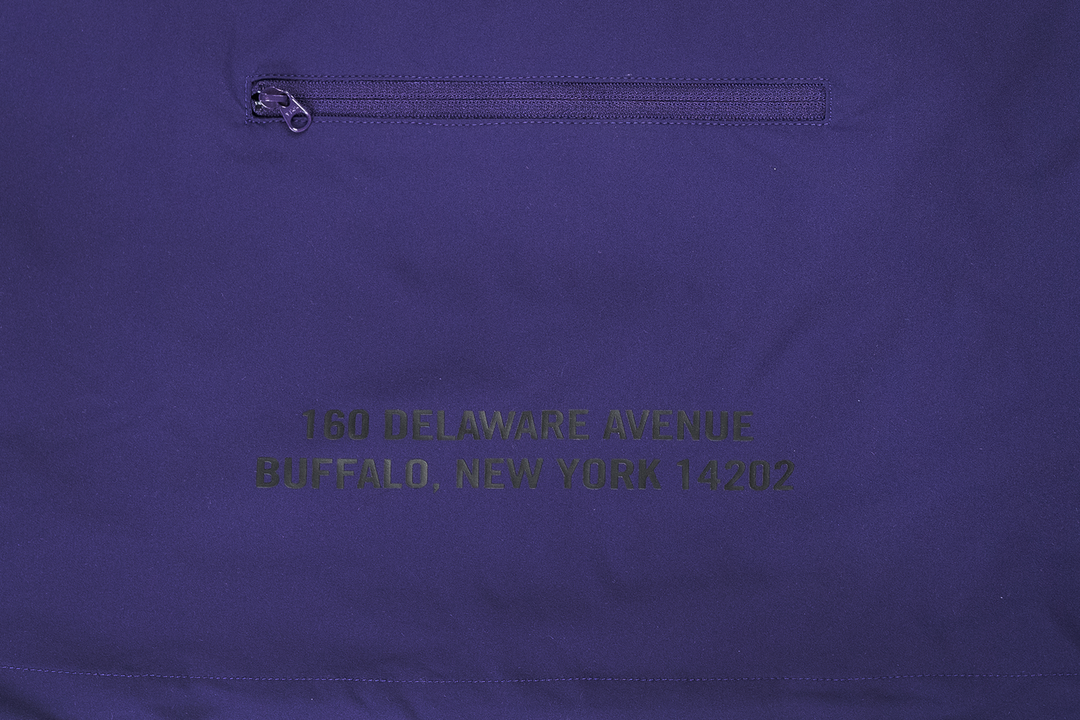 160 DELAWARE AVENUE
BUFFALO, NEW YORK 14202